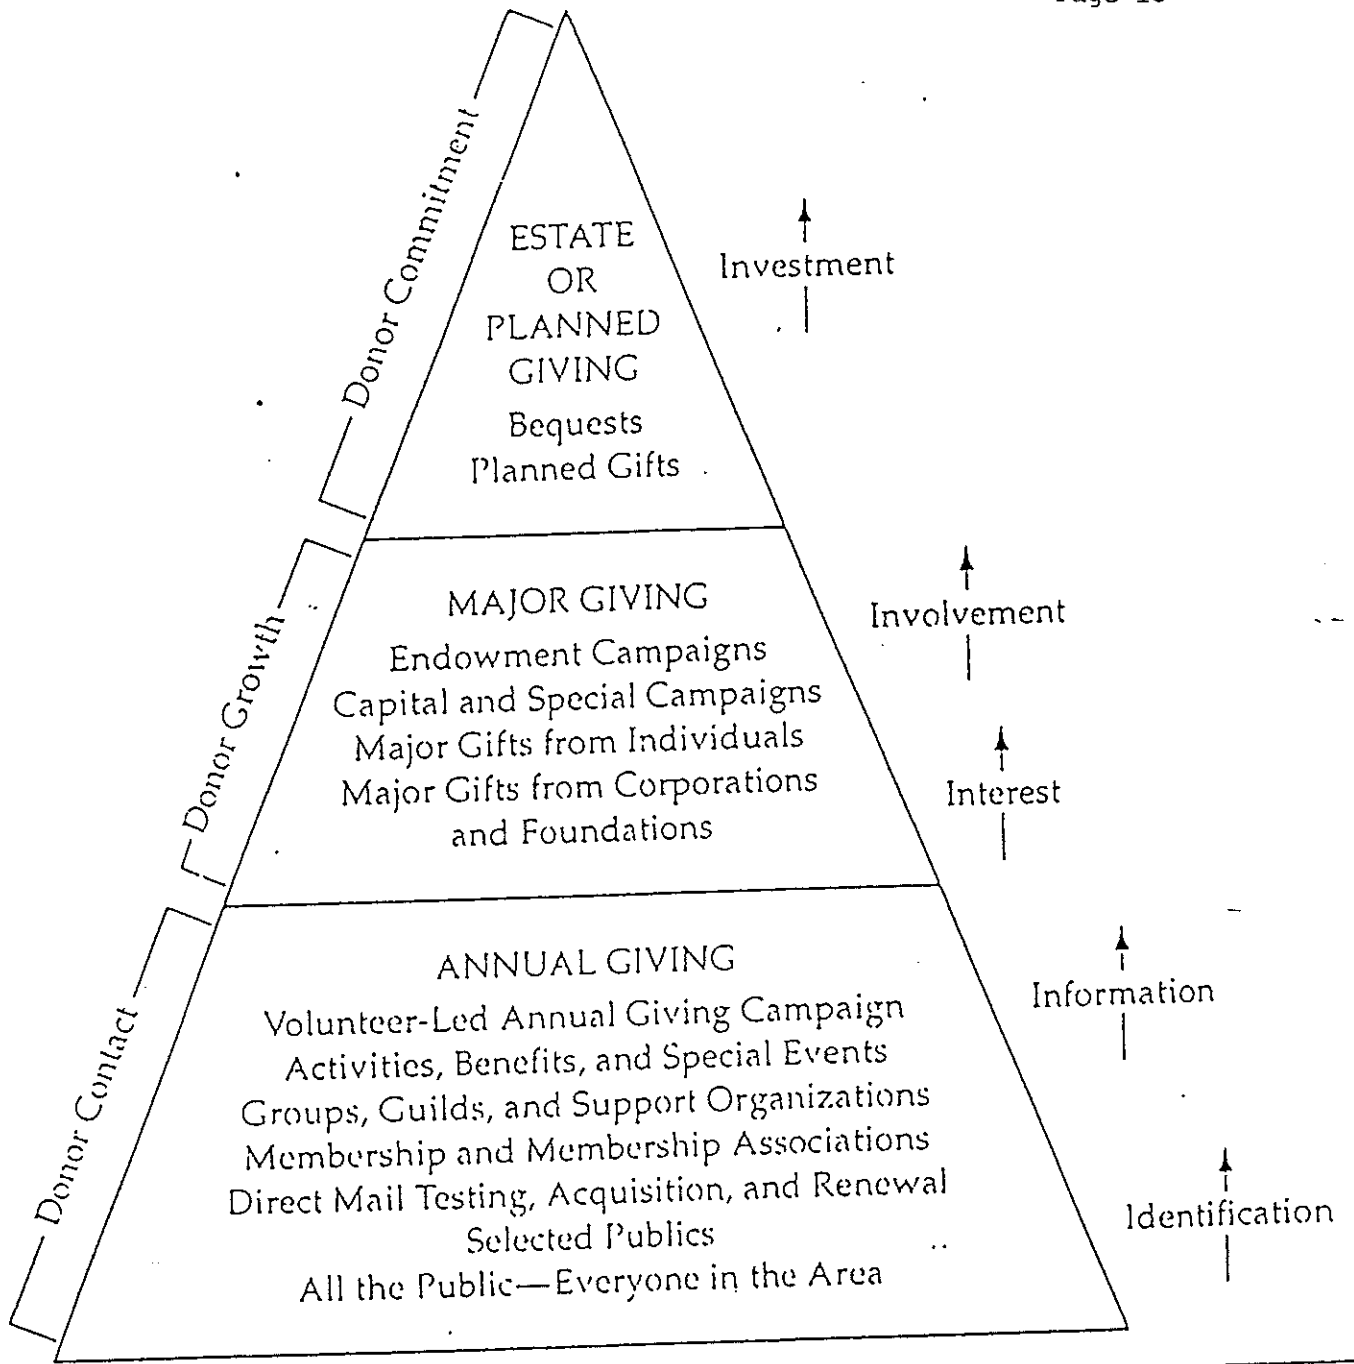 Donor Commitment
ESTATE
OR
PLANNED
GIVING
Bequests
Planned Gifts
Investment
Donor Growth
MAJOR GIVING
Endowment Campaigns
Capital and Special Campaigns
Major Gifts from Individuals
Major Gifts from Corporations
and Foundations
Involvement
Interest
Donor Contact
ANNUAL GIVING
Volunteer-Led Annual Giving Campaign
Activities, Benefits, and Special Events
Groups, Guilds, and Support Organizations
Membership and Membership Associations
Direct Mail Testing, Acquisition, and Renewal
Selected Publics
All the Public—Everyone in the Area
Information
Identification